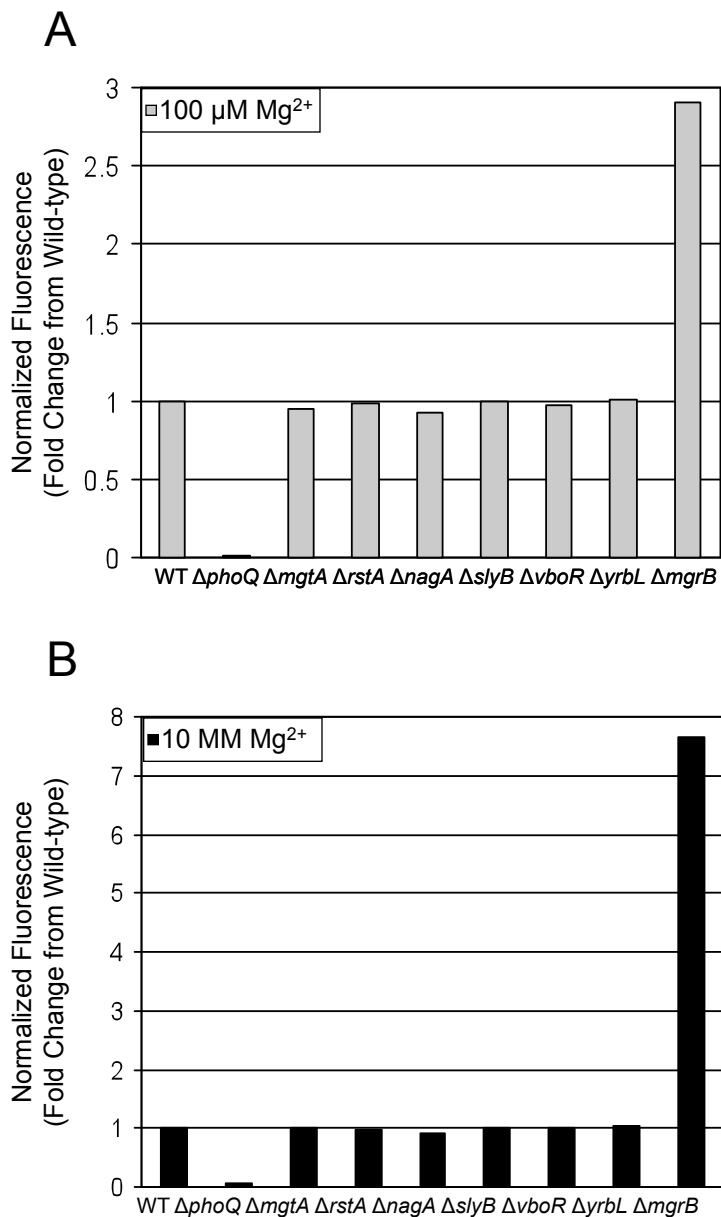 A
3
100 µM Mg²⁺
2.5
2
1.5
1
0.5
0
Normalized Fluorescence
(Fold Change from Wild-type)
WT ΔphoQ ΔmgtA ΔrstA ΔnagA ΔslyB ΔvboR ΔyrbL ΔmgrB
B
8
10 MM Mg²⁺
7
6
5
4
3
2
1
0
Normalized Fluorescence
(Fold Change from Wild-type)
WT ΔphoQ ΔmgtA ΔrstA ΔnagA ΔslyB ΔvboR ΔyrbL ΔmgrB